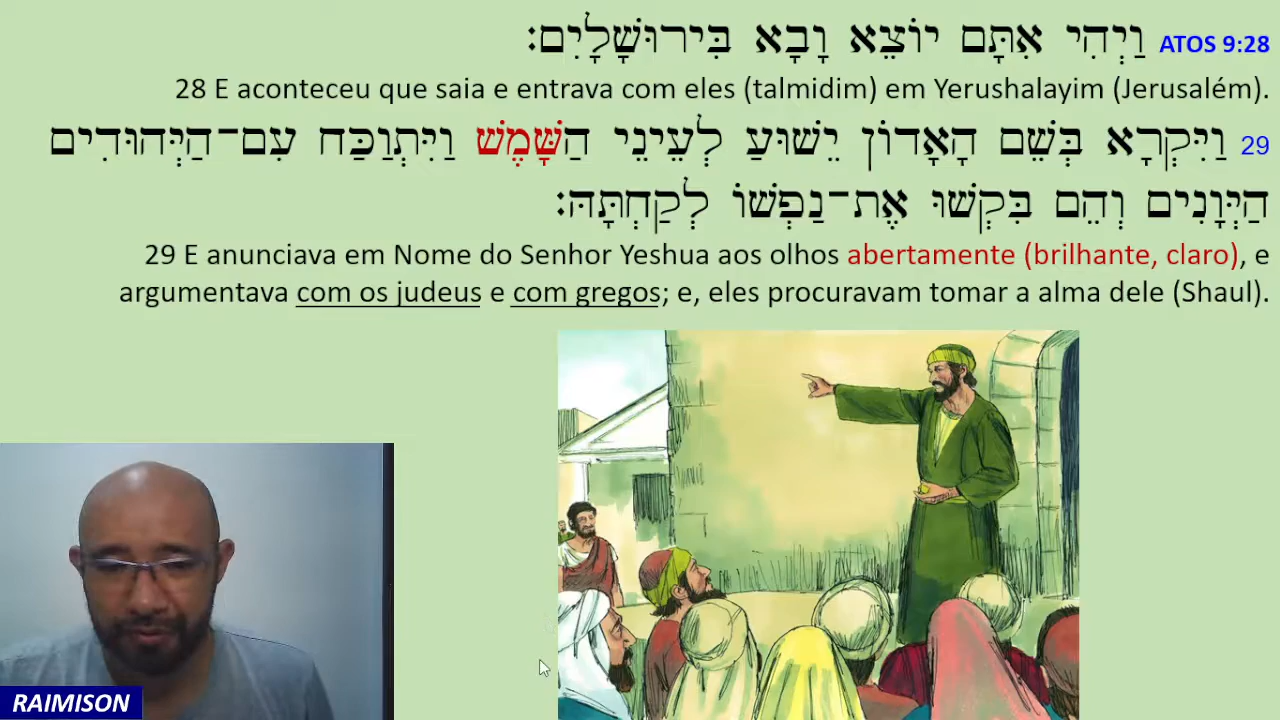 ATOS 9:28 וַיְהִי אִתָּם יוֹצֵא וָבָא בִּירוּשָׁלָיִם׃
28 E aconteceu que saia e entrava com eles (talmidim) em Yerushalayim (Jerusalém).
29 וַיִּקְרָא בְּשֵׁם הָאָדוֹן יֵשׁוּעַ לְעֵינֵי הַשָּׁמֶשׁ וַיִּתְוַכַּח עִם־הַיְּהוּדִים
הַיְּוָנִים וְהֵם בִּקְשׁוּ אֶת־נַפְשׁוֹ לְקַחְתָּהּ׃
29 E anunciava em Nome do Senhor Yeshua aos olhos abertamente (brilhante, claro), e
argumentava com os judeus e com gregos; e, eles procuravam tomar a alma dele (Shaul).
RAIMISON